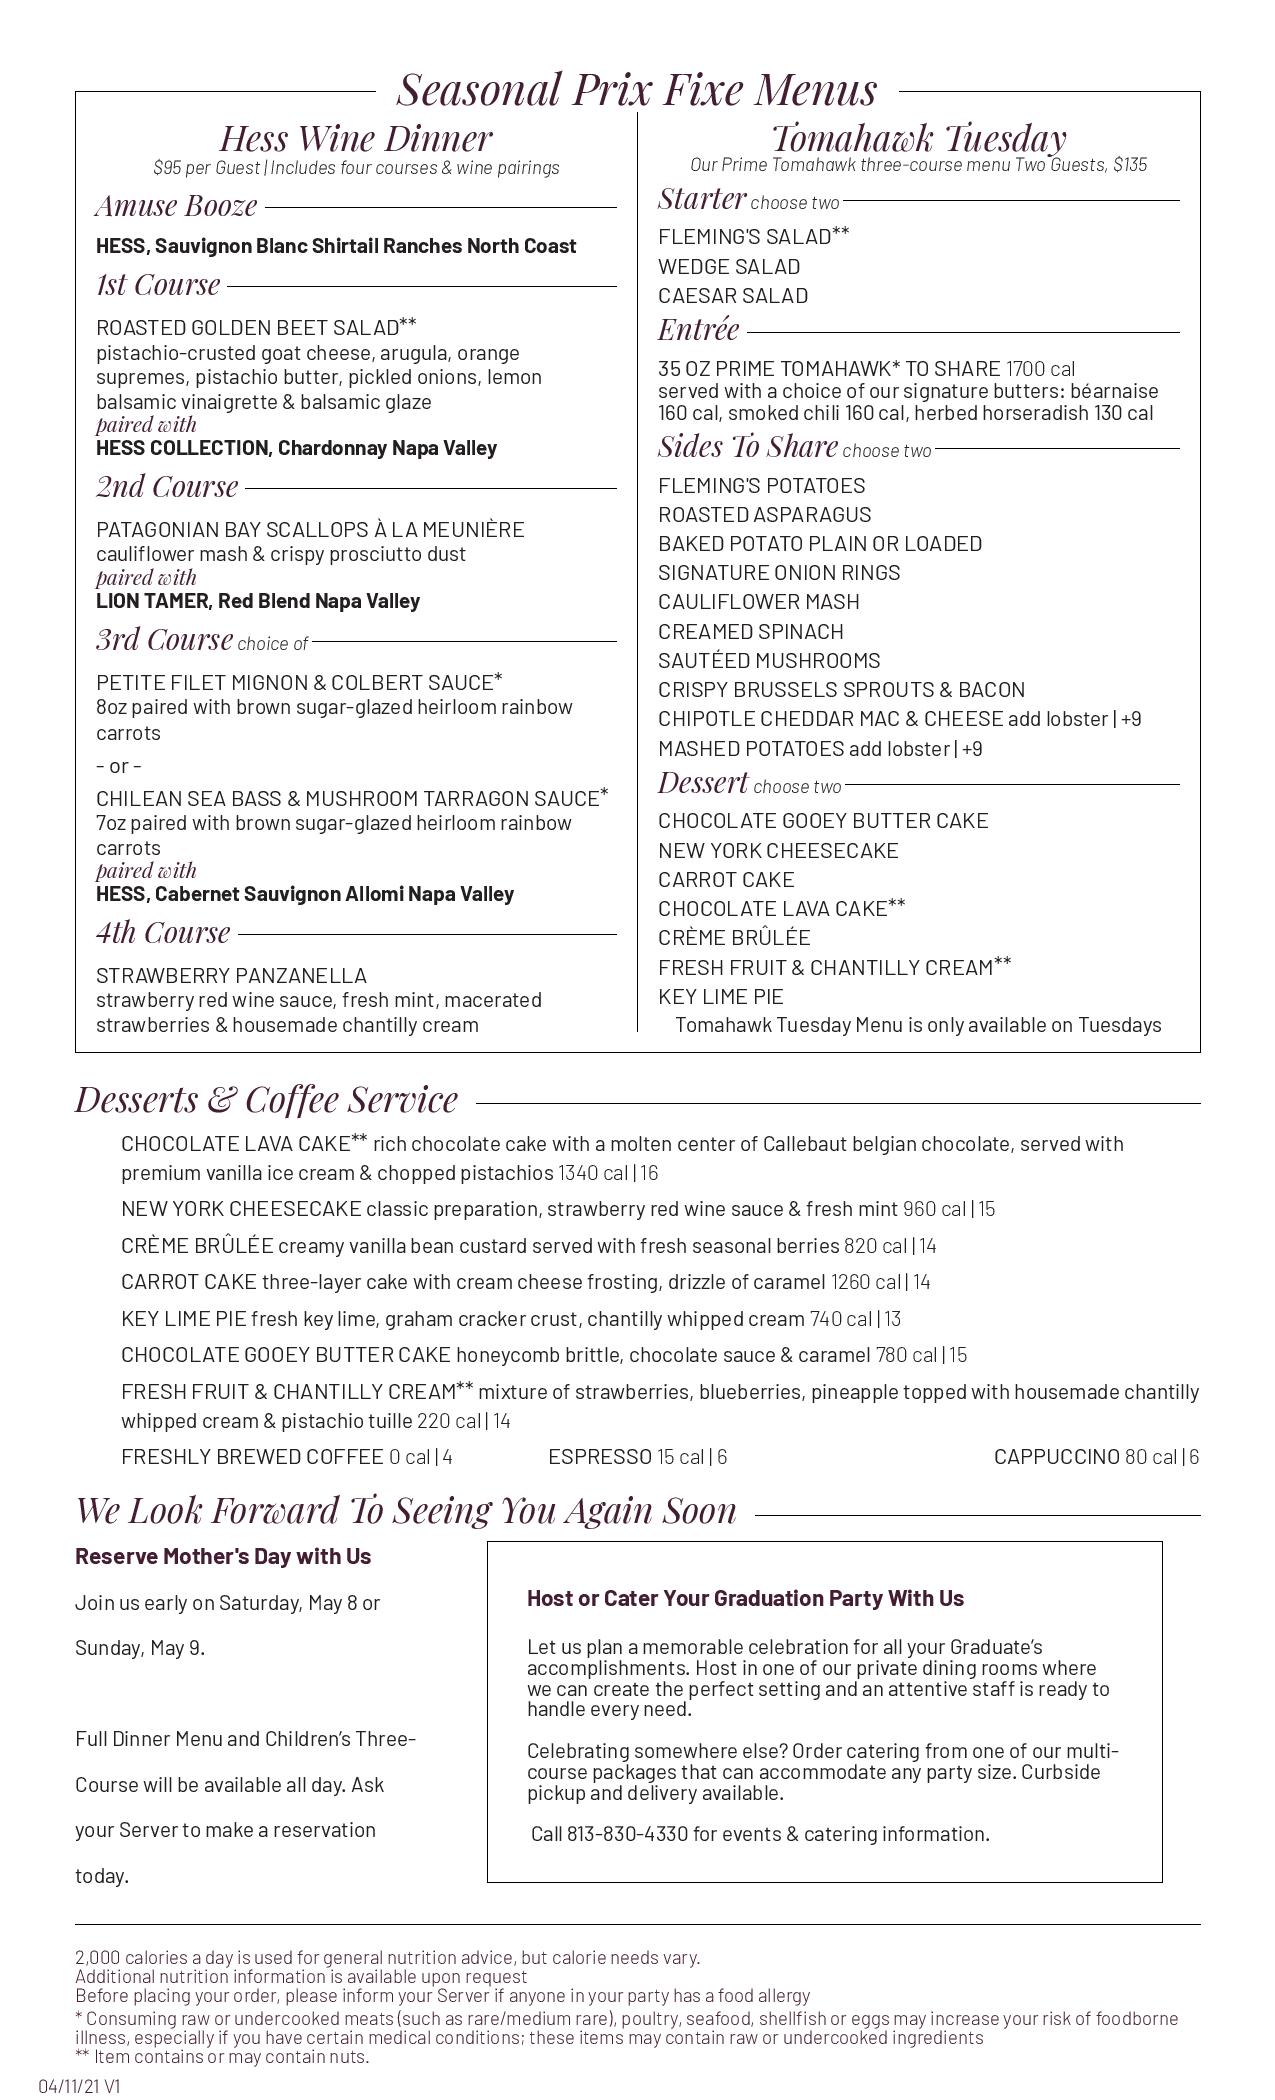 Seasonal Prix Fixe Menus
Hess Wine Dinner
$95 per Guest | Includes four courses & wine pairings
Amuse Booze
HESS, Sauvignon Blanc Shirtail Ranches North Coast
1st Course
ROASTED GOLDEN BEET SALAD**
pistachio-crusted goat cheese, arugula, orange
supremes, pistachio butter, pickled onions, lemon
balsamic vinaigrette & balsamic glaze
paired with
HESS COLLECTION, Chardonnay Napa Valley
2nd Course
PATAGONIAN BAY SCALLOPS À LA MEUNIÈRE
cauliflower mash & crispy prosciutto dust
paired with
LION TAMER, Red Blend Napa Valley
3rd Course choice of
PETITE FILET MIGNON & COLBERT SAUCE*
8oz paired with brown sugar-glazed heirloom rainbow
carrots
- or -
CHILEAN SEA BASS & MUSHROOM TARRAGON SAUCE*
7oz paired with brown sugar-glazed heirloom rainbow
carrots
paired with
HESS, Cabernet Sauvignon Allomi Napa Valley
4th Course
STRAWBERRY PANZANELLA
strawberry red wine sauce, fresh mint, macerated
strawberries & housemade chantilly cream
Tomahawk Tuesday
Our Prime Tomahawk three-course menu Two Guests, $135
Starter choose two
FLEMING'S SALAD**
WEDGE SALAD
CAESAR SALAD
Entrée
35 OZ PRIME TOMAHAWK* TO SHARE 1700 cal
served with a choice of our signature butters: béarnaise
160 cal, smoked chili 160 cal, herbed horseradish 130 cal
Sides To Share choose two
FLEMING'S POTATOES
ROASTED ASPARAGUS
BAKED POTATO PLAIN OR LOADED
SIGNATURE ONION RINGS
CAULIFLOWER MASH
CREAMED SPINACH
SAUTÉED MUSHROOMS
CRISPY BRUSSELS SPROUTS & BACON
CHIPOTLE CHEDDAR MAC & CHEESE add lobster | +9
MASHED POTATOES add lobster | +9
Dessert choose two
CHOCOLATE GOOEY BUTTER CAKE
NEW YORK CHEESECAKE
CARROT CAKE
CHOCOLATE LAVA CAKE**
CRÈME BRÛLÉE
FRESH FRUIT & CHANTILLY CREAM**
KEY LIME PIE
Tomahawk Tuesday Menu is only available on Tuesdays
Desserts & Coffee Service
CHOCOLATE LAVA CAKE** rich chocolate cake with a molten center of Callebaut belgian chocolate, served with
premium vanilla ice cream & chopped pistachios 1340 cal | 16
NEW YORK CHEESECAKE classic preparation, strawberry red wine sauce & fresh mint 960 cal | 15
CRÈME BRÛLÉE creamy vanilla bean custard served with fresh seasonal berries 820 cal | 14
CARROT CAKE three-layer cake with cream cheese frosting, drizzle of caramel 1260 cal | 14
KEY LIME PIE fresh key lime, graham cracker crust, chantilly whipped cream 740 cal | 13
CHOCOLATE GOOEY BUTTER CAKE honeycomb brittle, chocolate sauce & caramel 780 cal | 15
FRESH FRUIT & CHANTILLY CREAM** mixture of strawberries, blueberries, pineapple topped with housemade chantilly
whipped cream & pistachio tuille 220 cal | 14
FRESHLY BREWED COFFEE 0 cal | 4 ESPRESSO 15 cal | 6 CAPPUCCINO 80 cal | 6
We Look Forward To Seeing You Again Soon
Reserve Mother's Day with Us
Join us early on Saturday, May 8 or
Sunday, May 9.
Full Dinner Menu and Children’s Three-
Course will be available all day. Ask
your Server to make a reservation
today.
Host or Cater Your Graduation Party With Us
Let us plan a memorable celebration for all your Graduate’s
accomplishments. Host in one of our private dining rooms where
we can create the perfect setting and an attentive staff is ready to
handle every need.
Celebrating somewhere else? Order catering from one of our multi-
course packages that can accommodate any party size. Curbside
pickup and delivery available.
Call 813-830-4330 for events & catering information.
2,000 calories a day is used for general nutrition advice, but calorie needs vary.
Additional nutrition information is available upon request
Before placing your order, please inform your Server if anyone in your party has a food allergy
* Consuming raw or undercooked meats (such as rare/medium rare), poultry, seafood, shellfish or eggs may increase your risk of foodborne
illness, especially if you have certain medical conditions; these items may contain raw or undercooked ingredients
** Item contains or may contain nuts.
04/11/21 V1